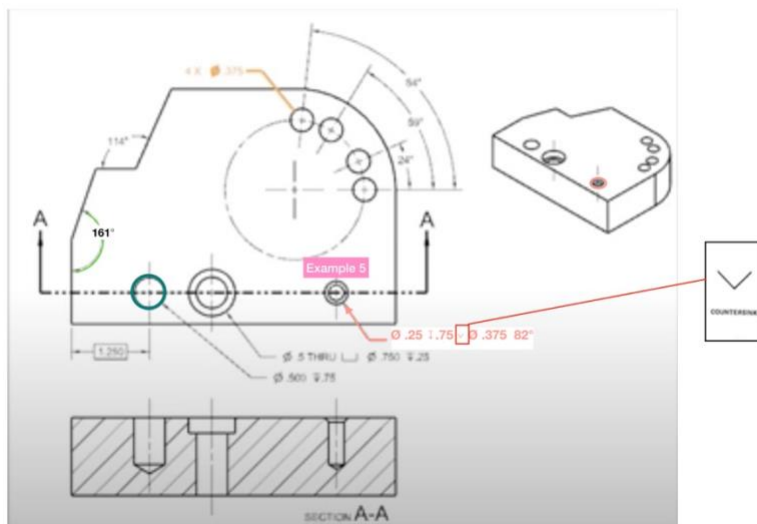 4 X Ø .375
84°
59°
24°
114°
161°
A
A
Example 5
COUNTERSINK
Ø .25 ↧.75 ⌵ Ø .375 82°
1.250
Ø .5 THRU ⌴ Ø .750 ↧.25
Ø .500 ↧.75
SECTION A-A